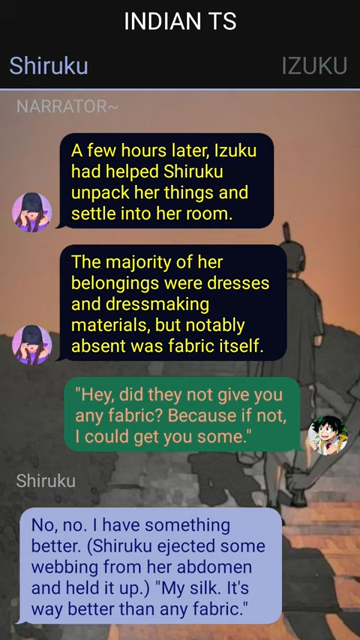 INDIAN TS
Shiruku
IZUKU
NARRATOR~
A few hours later, Izuku
had helped Shiruku
unpack her things and
settle into her room.
The majority of her
belongings were dresses
and dressmaking
materials, but notably
absent was fabric itself.
"Hey, did they not give you
any fabric? Because if not,
I could get you some."
Shiruku
No, no. I have something
better. (Shiruku ejected some
webbing from her abdomen
and held it up.) "My silk. It's
way better than any fabric."